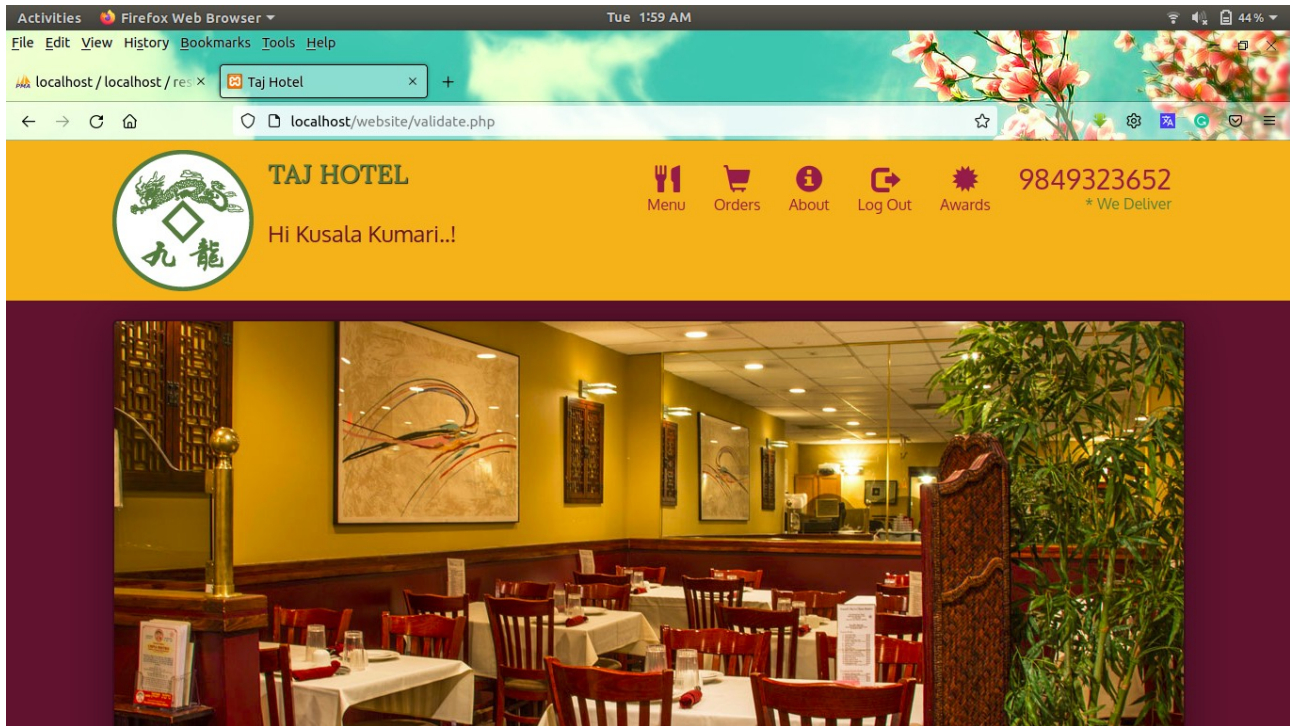 Activities Firefox Web Browser Tue 1:59 AM 44 %
File Edit View History Bookmarks Tools Help
localhost / localhost / res Taj Hotel
localhost/website/validate.php
TAJ HOTEL
Hi Kusala Kumari..!
Menu Orders About Log Out Awards
9849323652
* We Deliver
九龍